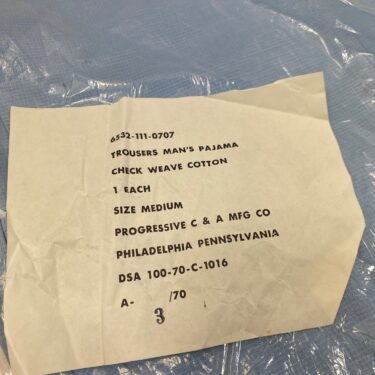 6532-111-0707
TROUSERS MAN'S PAJAMA
CHECK WEAVE COTTON
1 EACH
SIZE MEDIUM
PROGRESSIVE C & A MFG CO
PHILADELPHIA PENNSYLVANIA
DSA 100-70-C-1016
A- 3 /70